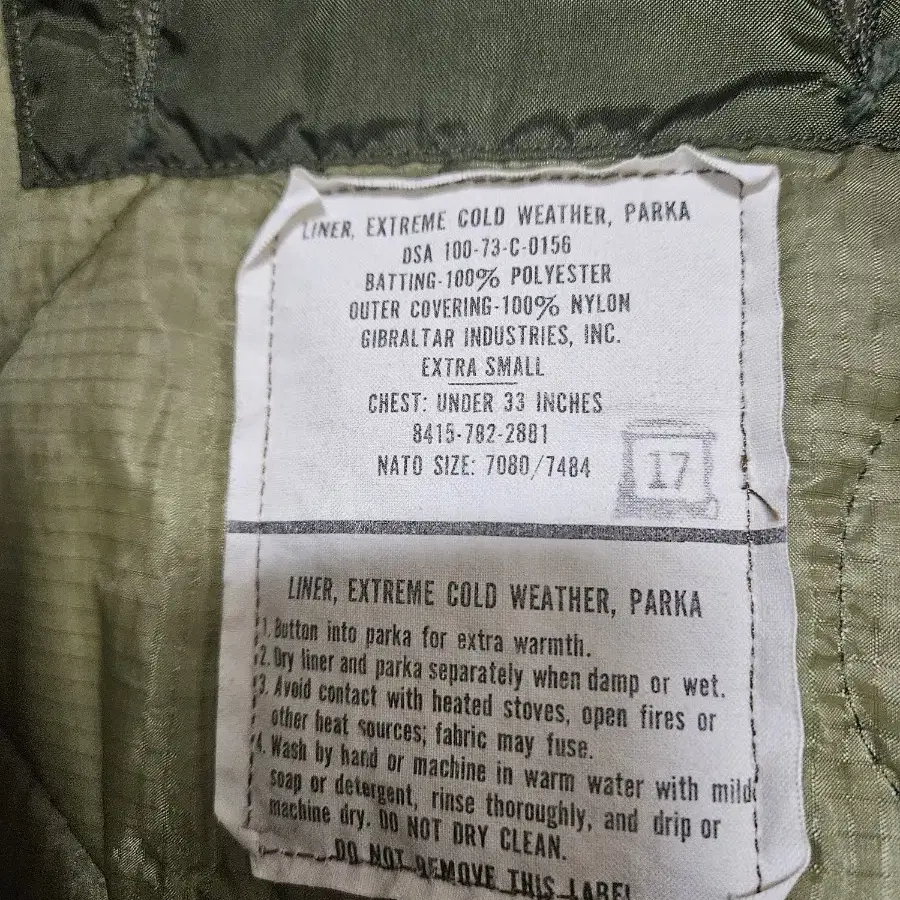 LINER, EXTREME COLD WEATHER, PARKA
DSA 100-73-C-0156
BATTING-100% POLYESTER
OUTER COVERING-100% NYLON
GIBRALTAR INDUSTRIES, INC.
EXTRA SMALL
CHEST: UNDER 33 INCHES
8415-782-2881
NATO SIZE: 7080/7484
17
LINER, EXTREME COLD WEATHER, PARKA
1. Button into parka for extra warmth.
2. Dry liner and parka separately when damp or wet.
3. Avoid contact with heated stoves, open fires or
other heat sources; fabric may fuse.
4. Wash by hand or machine in warm water with mild
soap or detergent, rinse thoroughly, and drip or
machine dry. DO NOT DRY CLEAN.
DO NOT REMOVE THIS LABEL